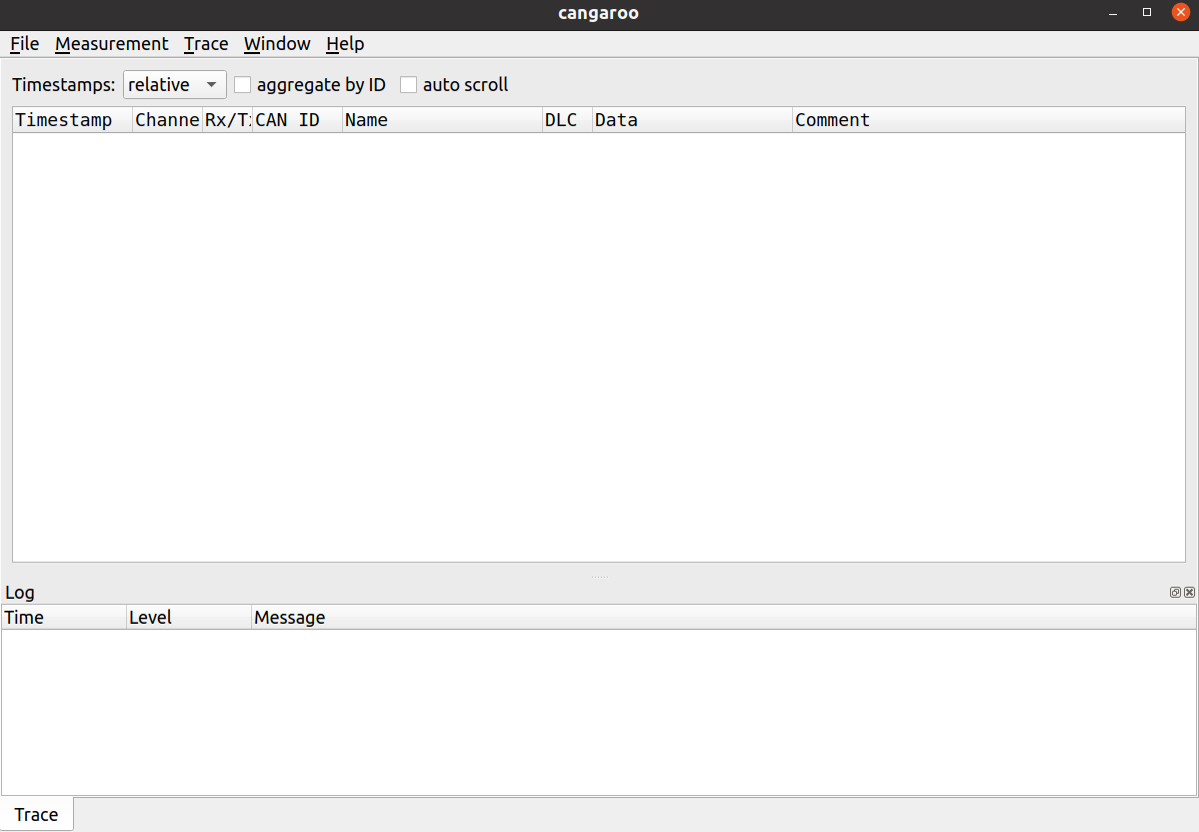 cangaroo
File Measurement Trace Window Help
Timestamps: relative aggregate by ID auto scroll
Timestamp Channe Rx/T CAN ID Name DLC Data Comment
Log
Time Level Message
Trace